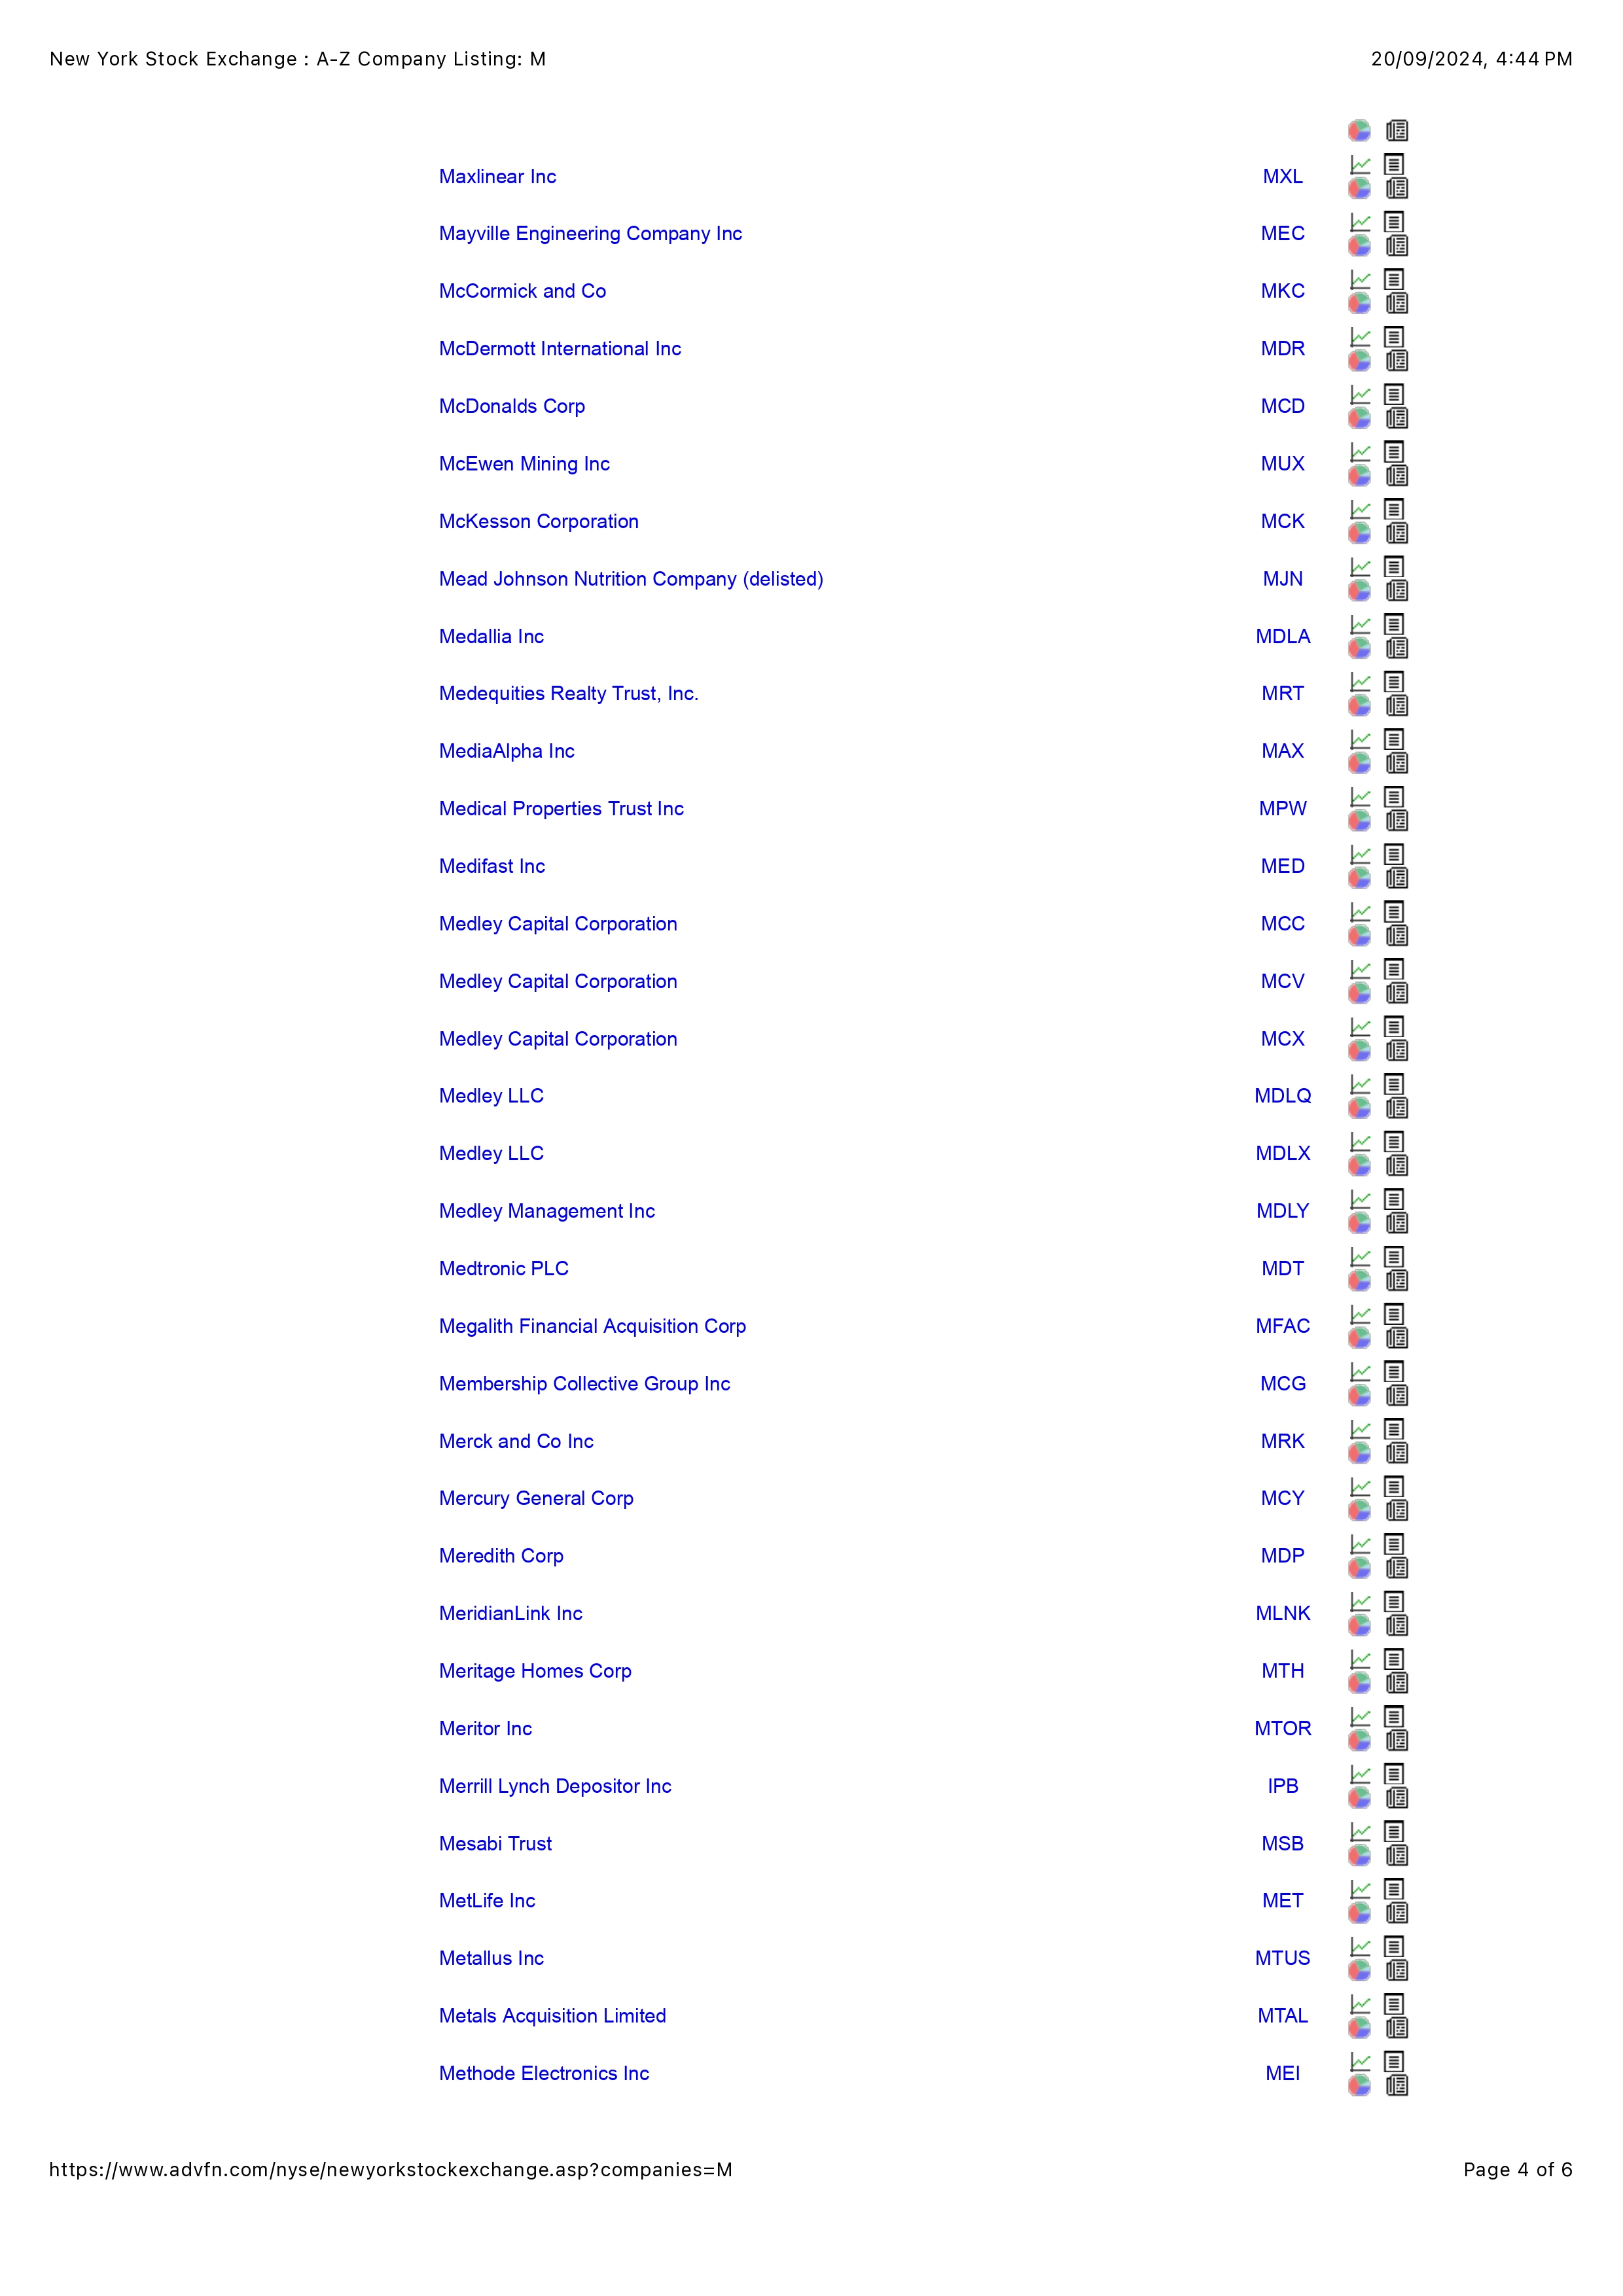 New York Stock Exchange : A-Z Company Listing: M 20/09/2024, 4:44 PM
Maxlinear Inc MXL
Mayville Engineering Company Inc MEC
McCormick and Co MKC
McDermott International Inc MDR
McDonalds Corp MCD
McEwen Mining Inc MUX
McKesson Corporation MCK
Mead Johnson Nutrition Company (delisted) MJN
Medallia Inc MDLA
Medequities Realty Trust, Inc. MRT
MediaAlpha Inc MAX
Medical Properties Trust Inc MPW
Medifast Inc MED
Medley Capital Corporation MCC
Medley Capital Corporation MCV
Medley Capital Corporation MCX
Medley LLC MDLQ
Medley LLC MDLX
Medley Management Inc MDLY
Medtronic PLC MDT
Megalith Financial Acquisition Corp MFAC
Membership Collective Group Inc MCG
Merck and Co Inc MRK
Mercury General Corp MCY
Meredith Corp MDP
MeridianLink Inc MLNK
Meritage Homes Corp MTH
Meritor Inc MTOR
Merrill Lynch Depositor Inc IPB
Mesabi Trust MSB
MetLife Inc MET
Metallus Inc MTUS
Metals Acquisition Limited MTAL
Methode Electronics Inc MEI
https://www.advfn.com/nyse/newyorkstockexchange.asp?companies=M Page 4 of 6